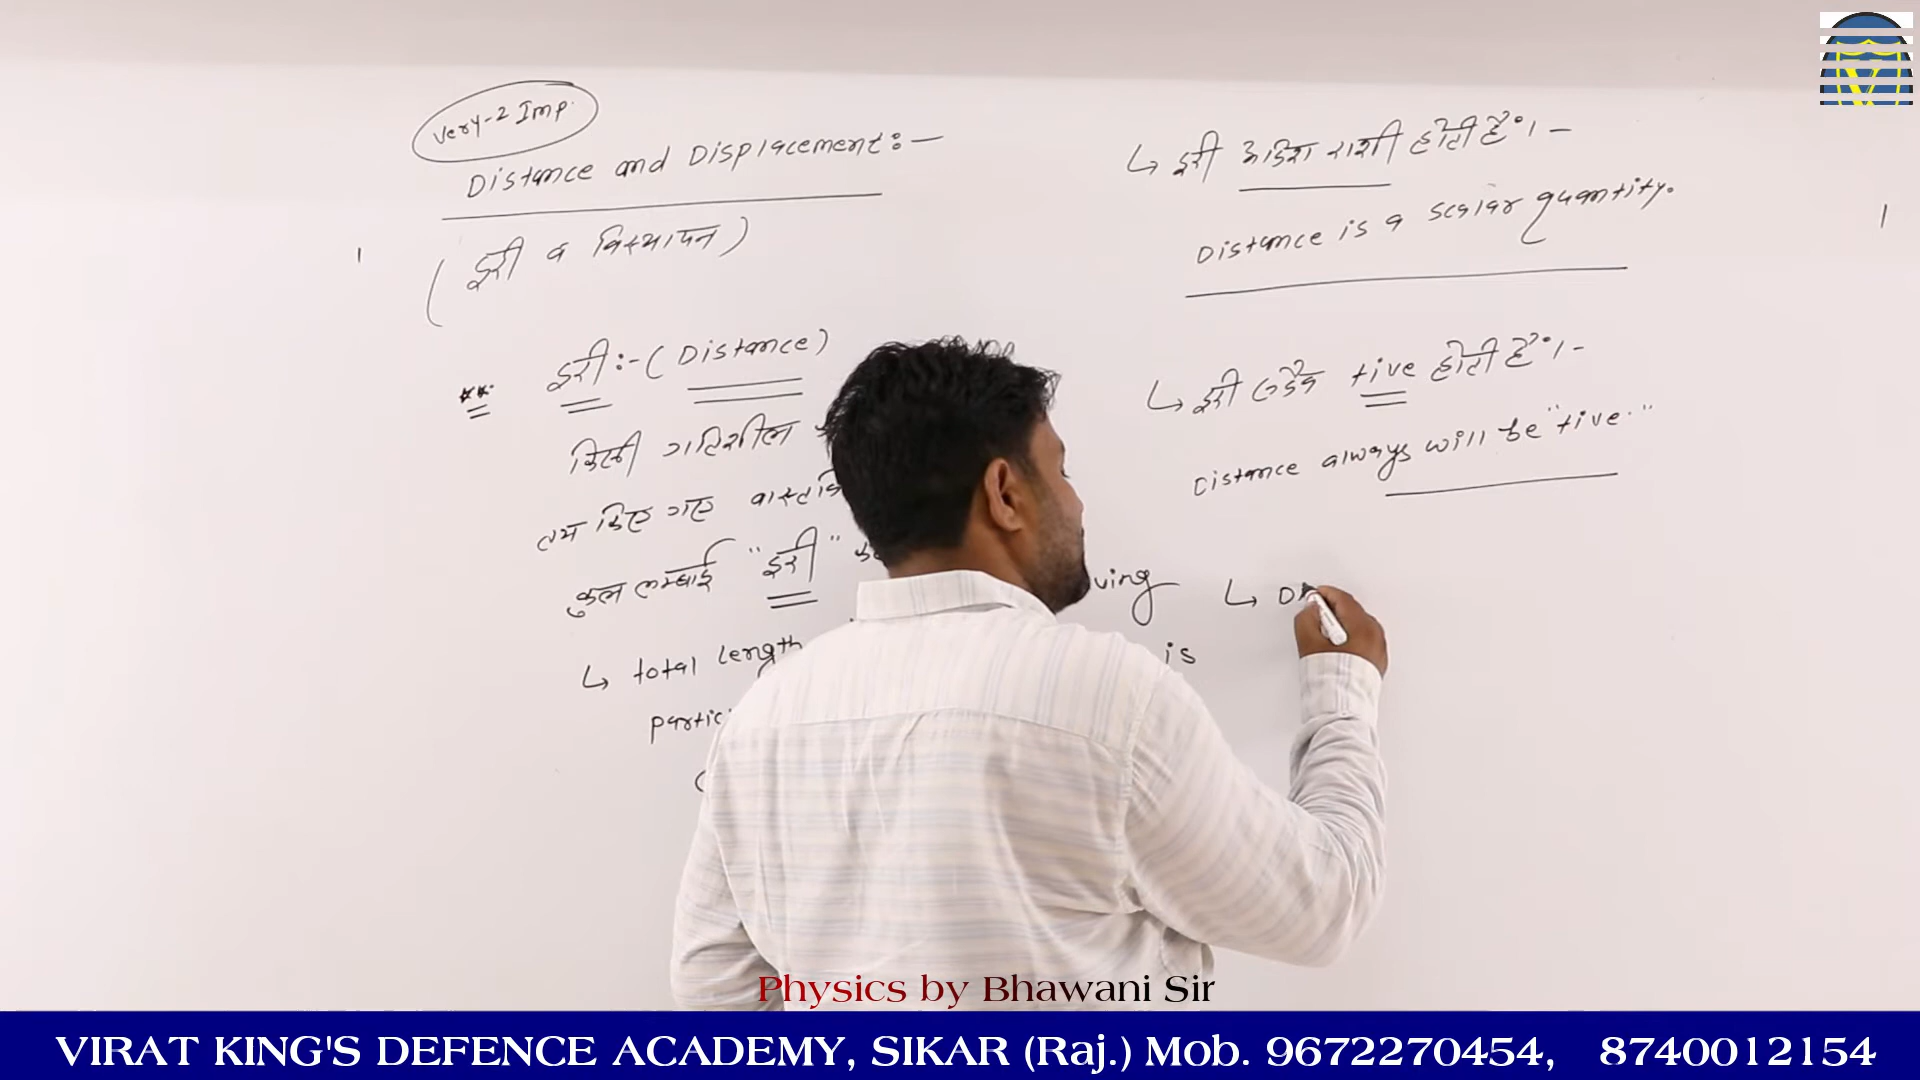 Very-2 Imp.
Distance and Displacement:-
(दूरी व विस्थापन)
** दूरी:-(Distance)
किसी गतिशील
तय किए गए वास्तवि
कुल लम्बाई "दूरी"
↳ total length
partic
ving
is
↳ दूरी अदिश राशी होती है।-
Distance is a scalar quantity.
↳ दूरी सदैव +ive होती है।-
Distance always will be "+ive."
↳ Di
Physics by Bhawani Sir
VIRAT KING'S DEFENCE ACADEMY, SIKAR (Raj.) Mob. 9672270454, 8740012154